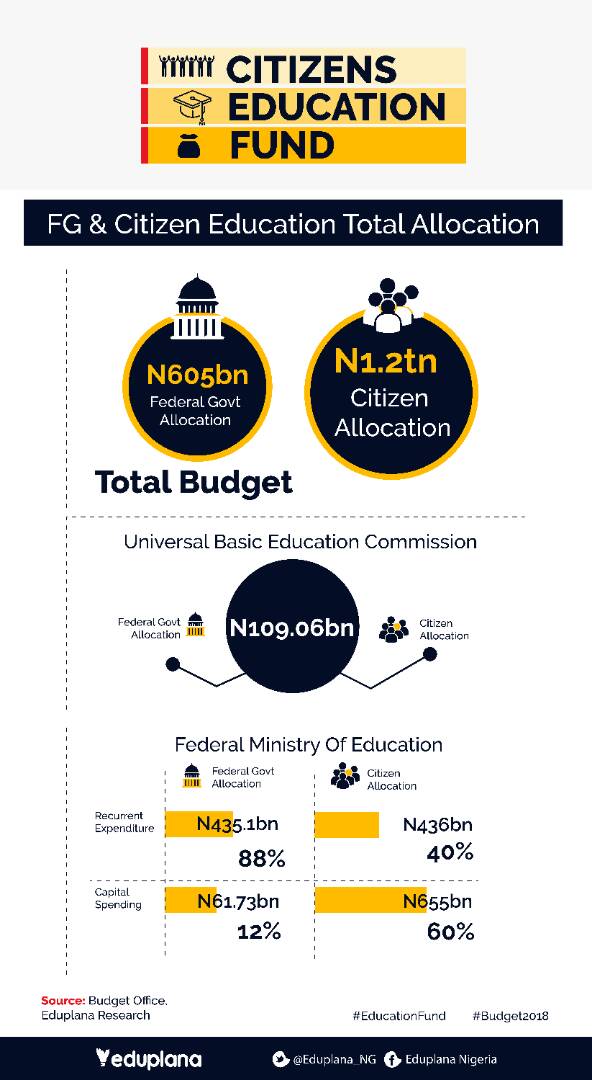 CITIZENS
EDUCATION
FUND
FG & Citizen Education Total Allocation
N605bn
Federal Govt
Allocation
N1.2tn
Citizen
Allocation
Total Budget
Universal Basic Education Commission
Federal Govt
Allocation
N109.06bn
Citizen
Allocation
Federal Ministry Of Education
Federal Govt
Allocation
Citizen
Allocation
Recurrent
Expenditure
N435.1bn
88%
N436bn
40%
Capital
Spending
N61.73bn
12%
N655bn
60%
Source: Budget Office,
Eduplana Research
#EducationFund #Budget2018
eduplana
@Eduplana_NG
Eduplana Nigeria